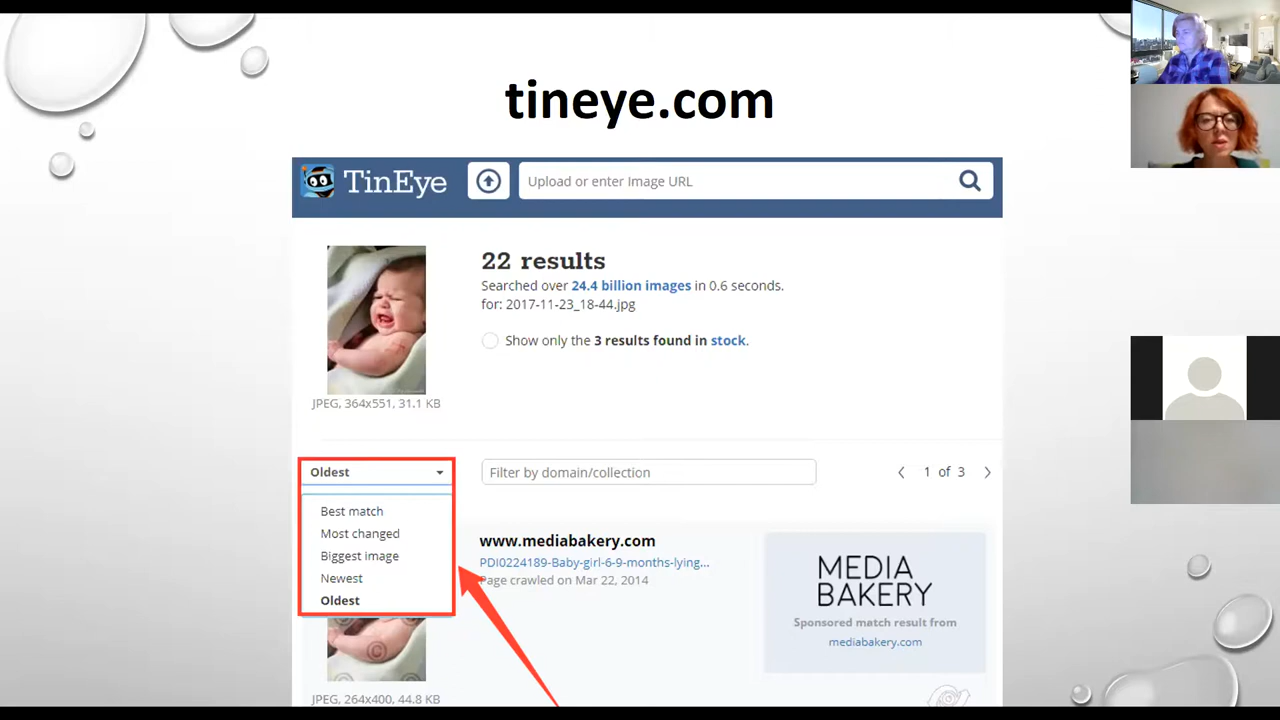 tineye.com
TinEye
Upload or enter Image URL
22 results
Searched over 24.4 billion images in 0.6 seconds.
for: 2017-11-23_18-44.jpg
Show only the 3 results found in stock.
JPEG, 364x551, 31.1 KB
Oldest
Filter by domain/collection
1 of 3
Best match
Most changed
Biggest image
Newest
Oldest
www.mediabakery.com
PDI0224189-Baby-girl-6-9-months-lying...
Page crawled on Mar 22, 2014
MEDIA
BAKERY
Sponsored match result from
mediabakery.com
©
JPEG, 264x400, 44.8 KB